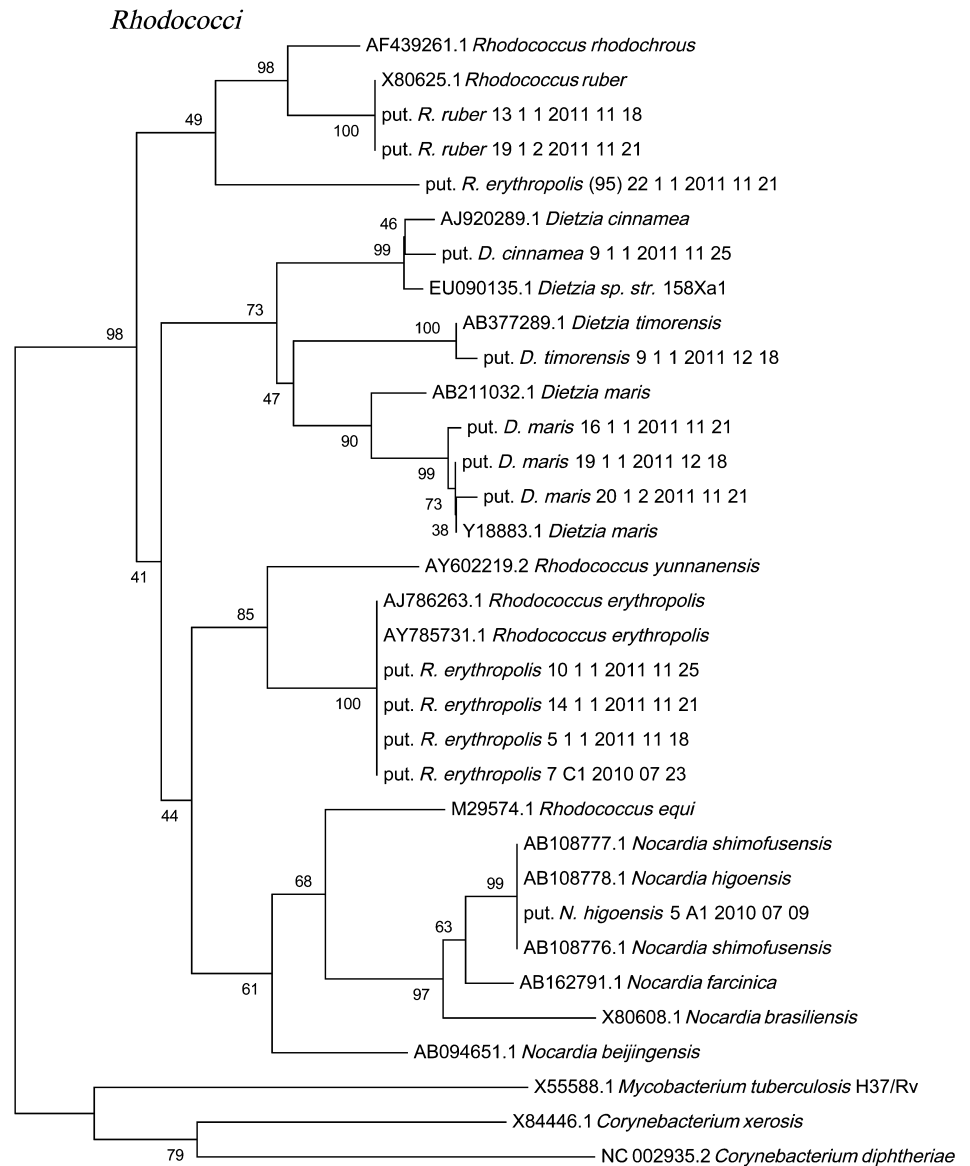 Rhodococci
AF439261.1 Rhodococcus rhodochrous
98
X80625.1 Rhodococcus ruber
put. R. ruber 13 1 1 2011 11 18
49
100
put. R. ruber 19 1 2 2011 11 21
put. R. erythropolis (95) 22 1 1 2011 11 21
AJ920289.1 Dietzia cinnamea
46
99
put. D. cinnamea 9 1 1 2011 11 25
EU090135.1 Dietzia sp. str. 158Xa1
73
AB377289.1 Dietzia timorensis
100
98
put. D. timorensis 9 1 1 2011 12 18
AB211032.1 Dietzia maris
47
put. D. maris 16 1 1 2011 11 21
90
put. D. maris 19 1 1 2011 12 18
99
put. D. maris 20 1 2 2011 11 21
73
38
Y18883.1 Dietzia maris
AY602219.2 Rhodococcus yunnanensis
41
AJ786263.1 Rhodococcus erythropolis
85
AY785731.1 Rhodococcus erythropolis
put. R. erythropolis 10 1 1 2011 11 25
100
put. R. erythropolis 14 1 1 2011 11 21
put. R. erythropolis 5 1 1 2011 11 18
put. R. erythropolis 7 C1 2010 07 23
M29574.1 Rhodococcus equi
44
AB108777.1 Nocardia shimofusensis
68
99
AB108778.1 Nocardia higoensis
put. N. higoensis 5 A1 2010 07 09
63
AB108776.1 Nocardia shimofusensis
AB162791.1 Nocardia farcinica
61
97
X80608.1 Nocardia brasiliensis
AB094651.1 Nocardia beijingensis
X55588.1 Mycobacterium tuberculosis H37/Rv
X84446.1 Corynebacterium xerosis
79
NC 002935.2 Corynebacterium diphtheriae